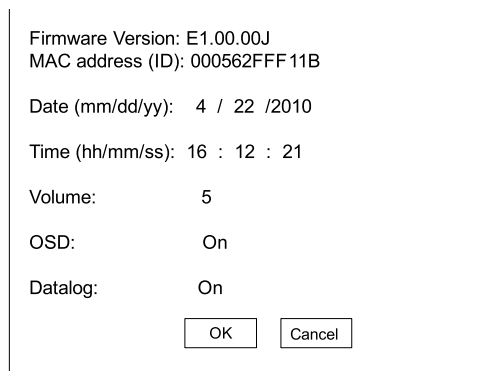 Firmware Version: E1.00.00J
MAC address (ID): 000562FFF11B
Date (mm/dd/yy): 4 / 22 /2010
Time (hh/mm/ss): 16 : 12 : 21
Volume: 5
OSD: On
Datalog: On
OK Cancel